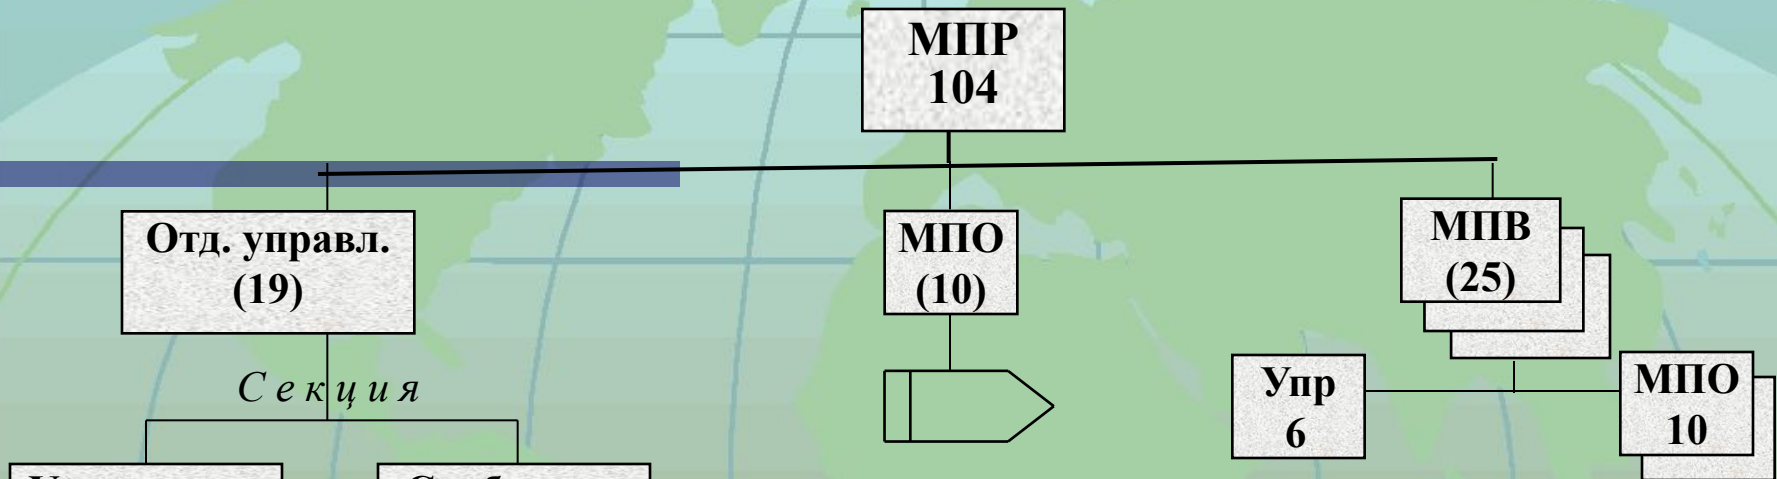 МПР
104
Отд. управл.
(19)
МПО
(10)
МПВ
(25)
Секция
Упр
6
МПО
10